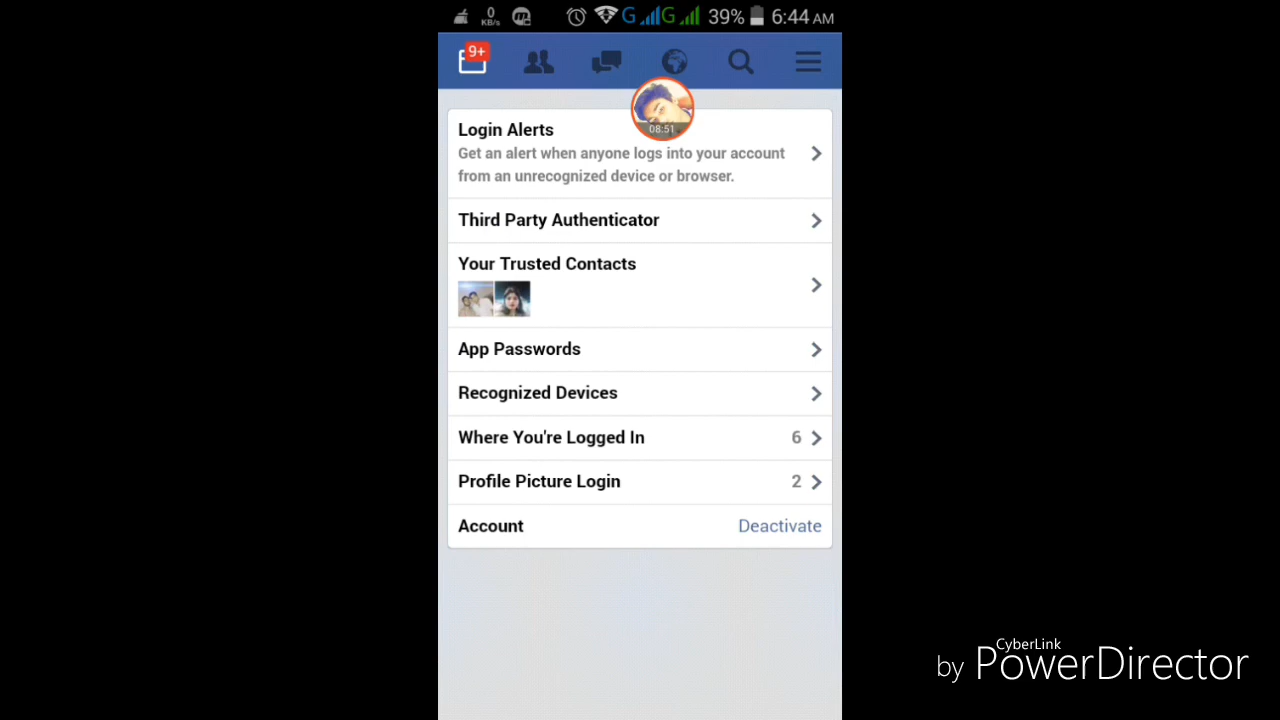 0
KB/s
G
G
39%
6:44 AM
9+
08:51
Login Alerts
Get an alert when anyone logs into your account
from an unrecognized device or browser.
Third Party Authenticator
Your Trusted Contacts
App Passwords
Recognized Devices
Where You're Logged In 6
Profile Picture Login 2
Account Deactivate
CyberLink
by PowerDirector